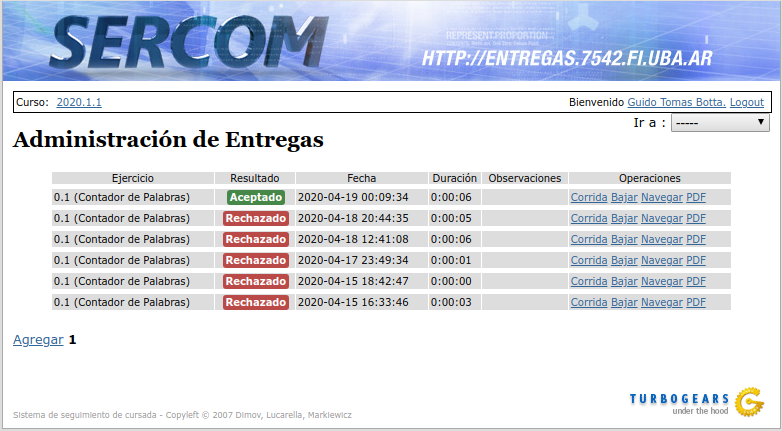 SERCOM
REPRESENT PROPORTION
HTTP://ENTREGAS.7542.FI.UBA.AR
Curso: 2020.1.1 Bienvenido Guido Tomas Botta. Logout
Ir a : -----
Administración de Entregas
Ejercicio Resultado Fecha Duración Observaciones Operaciones
0.1 (Contador de Palabras) Aceptado 2020-04-19 00:09:34 0:00:06 Corrida Bajar Navegar PDF
0.1 (Contador de Palabras) Rechazado 2020-04-18 20:44:35 0:00:05 Corrida Bajar Navegar PDF
0.1 (Contador de Palabras) Rechazado 2020-04-18 12:41:08 0:00:06 Corrida Bajar Navegar PDF
0.1 (Contador de Palabras) Rechazado 2020-04-17 23:49:34 0:00:01 Corrida Bajar Navegar PDF
0.1 (Contador de Palabras) Rechazado 2020-04-15 18:42:47 0:00:00 Corrida Bajar Navegar PDF
0.1 (Contador de Palabras) Rechazado 2020-04-15 16:33:46 0:00:03 Corrida Bajar Navegar PDF
Agregar 1
TURBOGEARS
under the hood
Sistema de seguimiento de cursada - Copyleft © 2007 Dimov, Lucarella, Markiewicz